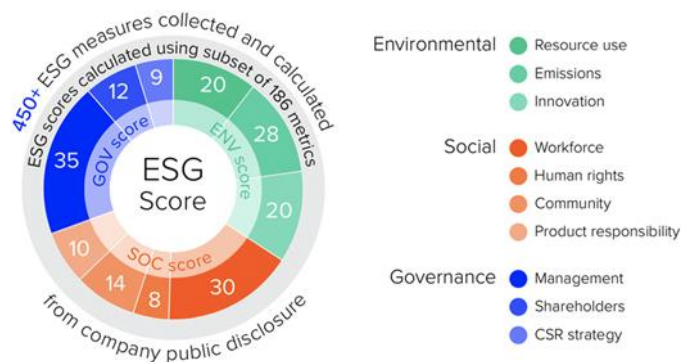 450+ ESG measures collected and calculated
ESG scores calculated using subset of 186 metrics
from company public disclosure
ESG
Score
GOV score
ENV score
SOC score
12
9
20
28
20
30
8
14
10
35
Environmental
Resource use
Emissions
Innovation
Social
Workforce
Human rights
Community
Product responsibility
Governance
Management
Shareholders
CSR strategy